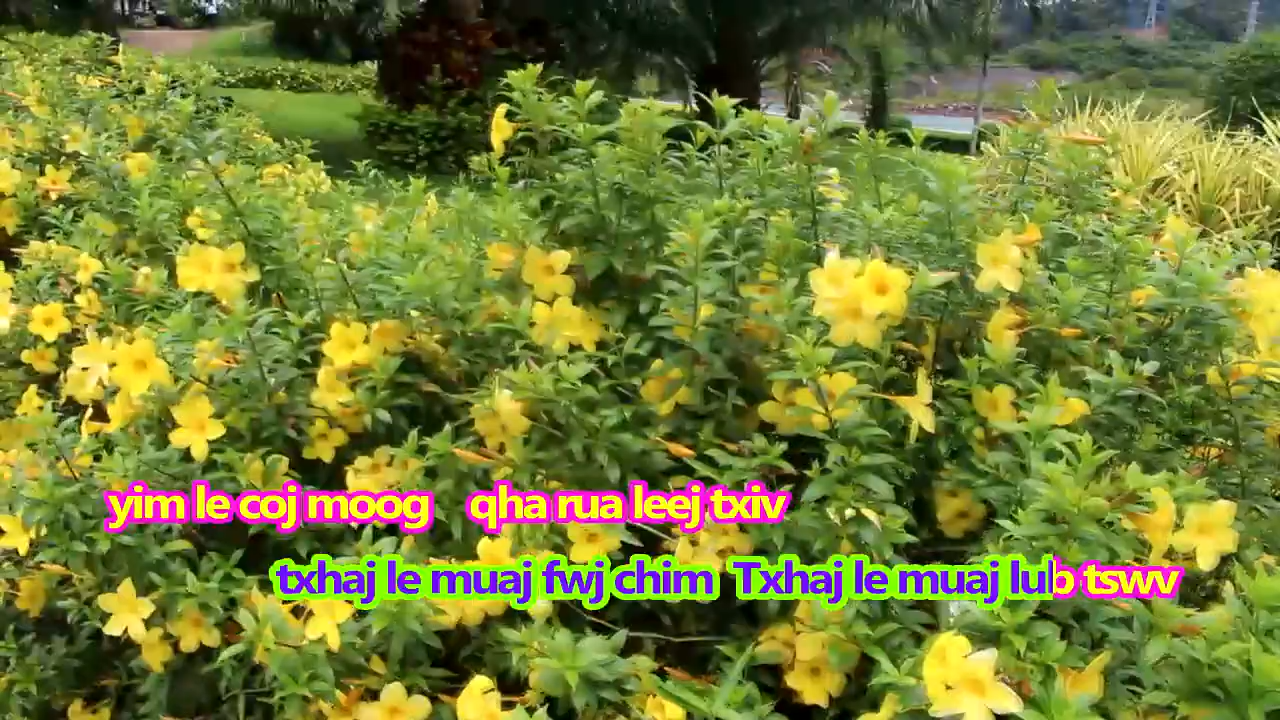 yim le coj moog qha rua leej txiv
txhaj le muaj fwj chim Txhaj le muaj lub tswv